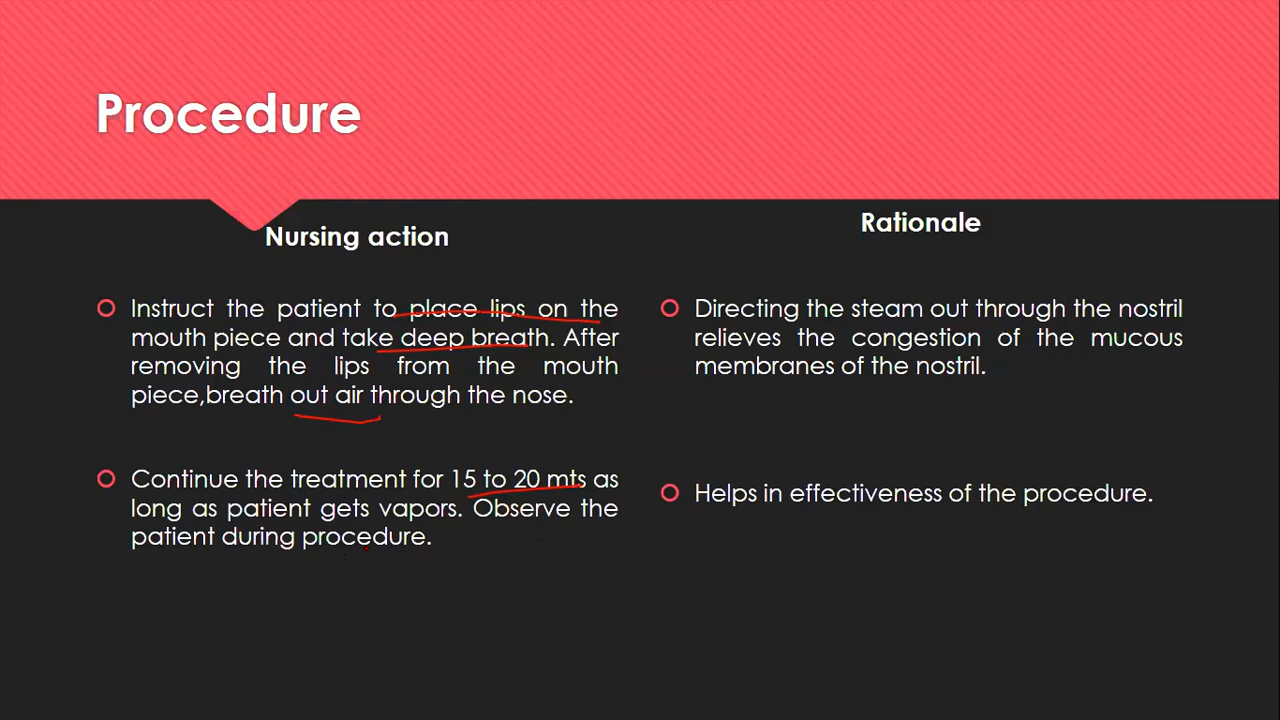 Procedure
Nursing action
Instruct the patient to place lips on the
mouth piece and take deep breath. After
removing the lips from the mouth
piece,breath out air through the nose.
Continue the treatment for 15 to 20 mts as
long as patient gets vapors. Observe the
patient during procedure.
Rationale
Directing the steam out through the nostril
relieves the congestion of the mucous
membranes of the nostril.
Helps in effectiveness of the procedure.